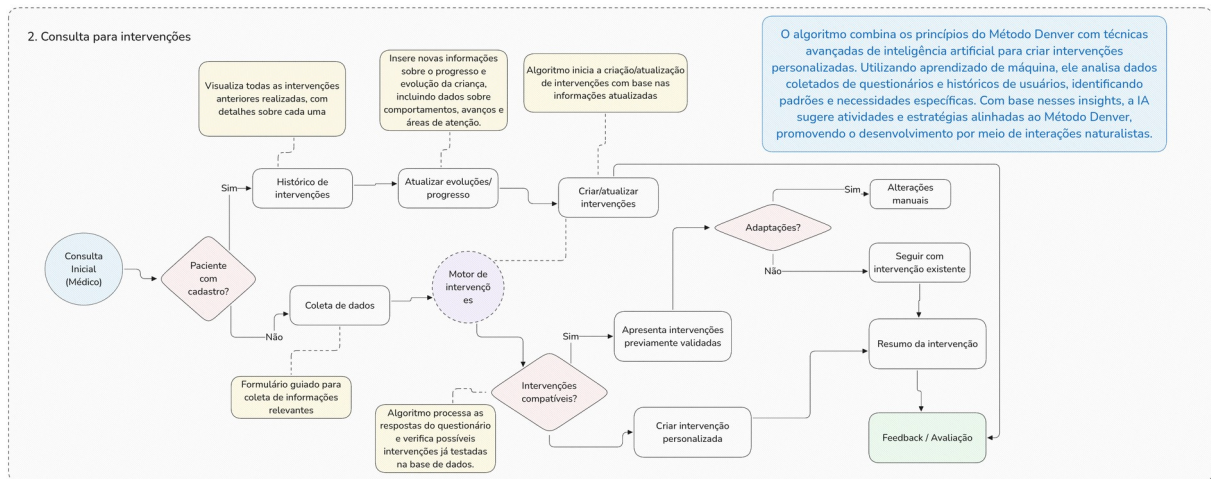 2. Consulta para intervenções
O algoritmo combina os princípios do Método Denver com técnicas
avançadas de inteligência artificial para criar intervenções
personalizadas. Utilizando aprendizado de máquina, ele analisa dados
coletados de questionários e históricos de usuários, identificando
padrões e necessidades específicas. Com base nesses insights, a IA
sugere atividades e estratégias alinhadas ao Método Denver,
promovendo o desenvolvimento por meio de interações naturalistas.
Visualiza todas as intervenções
anteriores realizadas, com
detalhes sobre cada uma
Insere novas informações
sobre o progresso e
evolução da criança,
incluindo dados sobre
comportamentos, avanços e
áreas de atenção.
Algoritmo inicia a criação/atualização
de intervenções com base nas
informações atualizadas
Sim
Histórico de
intervenções
Atualizar evoluções/
progresso
Criar/atualizar
intervenções
Sim
Alterações
manuais
Adaptações?
Consulta
Inicial
(Médico)
Paciente
com
cadastro?
Não
Seguir com
intervenção existente
Motor de
intervençõ
es
Coleta de dados
Não
Sim
Apresenta intervenções
previamente validadas
Resumo da intervenção
Formulário guiado para
coleta de informações
relevantes
Intervenções
compatíveis?
Algoritmo processa as
respostas do questionário
e verifica possíveis
intervenções já testadas
na base de dados.
Criar intervenção
personalizada
Feedback / Avaliação